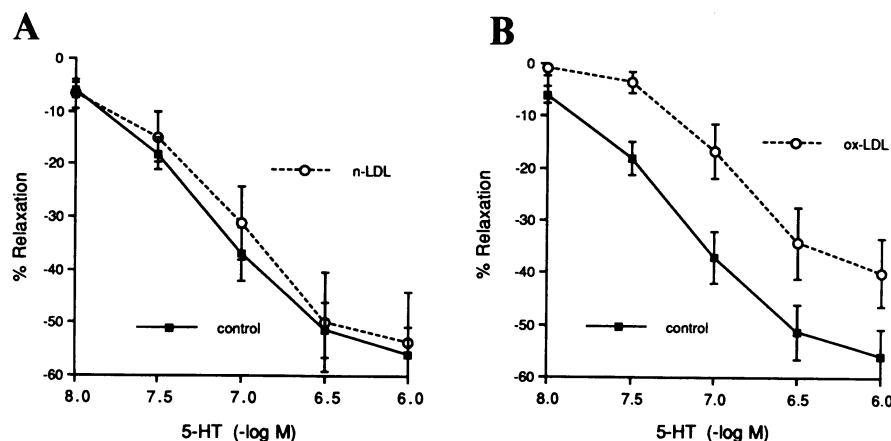 A
0
-10
-20
-30
-40
-50
-60
% Relaxation
n-LDL
control
8.0 7.5 7.0 6.5 6.0
5-HT (-log M)
B
0
-10
-20
-30
-40
-50
-60
% Relaxation
ox-LDL
control
8.0 7.5 7.0 6.5 6.0
5-HT (-log M)